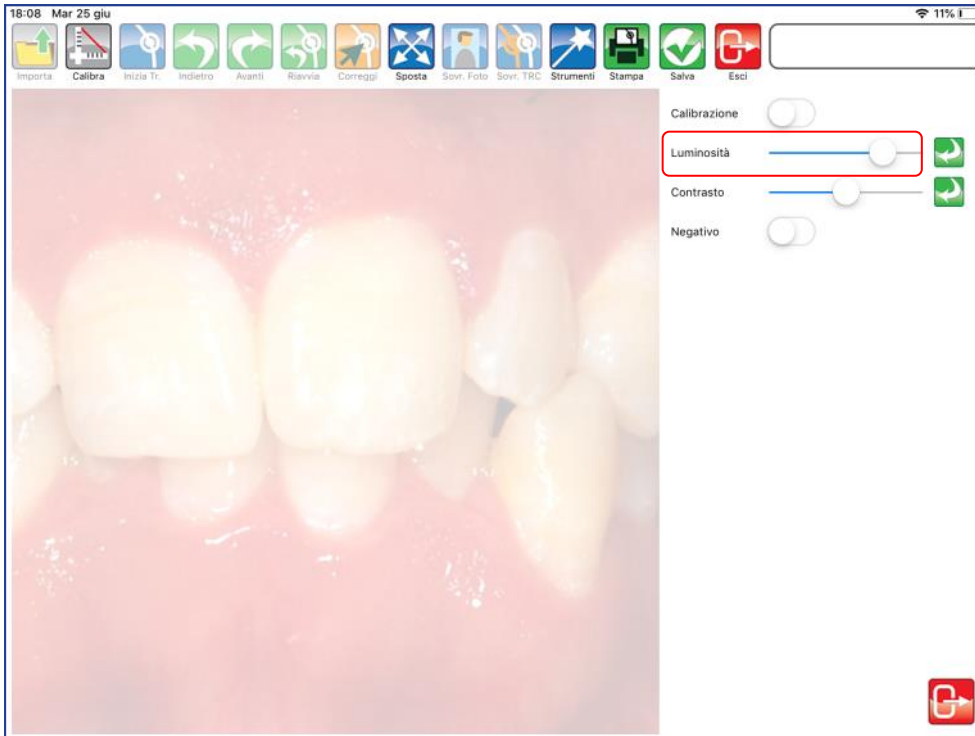 18:08 Mar 25 giu 11%
Importa Calibra Inizia Tr. Indietro Avanti Riavvia Correggi Sposta Sovr. Foto Sovr. TRC Strumenti Stampa Salva Esci
Calibrazione
Luminosità
Contrasto
Negativo